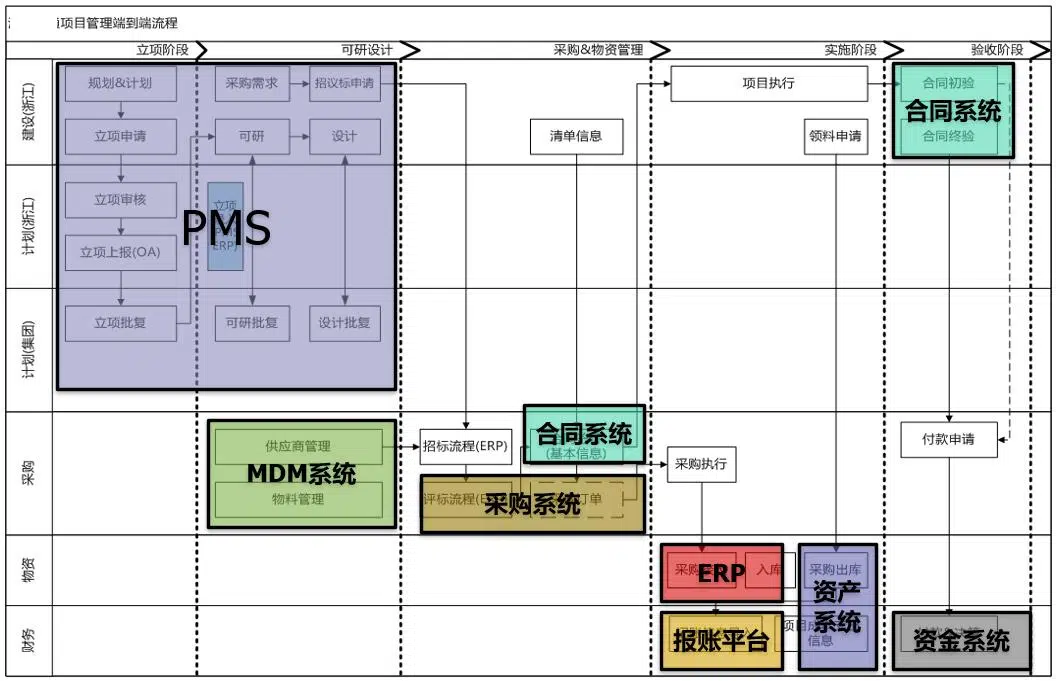 项目管理端到端流程
立项阶段
可研设计
采购&物资管理
实施阶段
验收阶段
建设(浙江)
规划&计划
采购需求
招议标申请
项目执行
合同初验
合同系统
立项申请
可研
设计
清单信息
领料申请
合同终验
计划(浙江)
立项审核
立项
ERP)
PMS
立项上报(OA)
计划(集团)
立项批复
可研批复
设计批复
采购
供应商管理
MDM系统
物料管理
招标流程(ERP)
合同系统
(基本信息)
评标流程(E
采购系统
订单
采购执行
付款申请
物资
采购
ERP
入库
采购出库
资产
系统
财务
报账平台
项目成
信息
资金系统